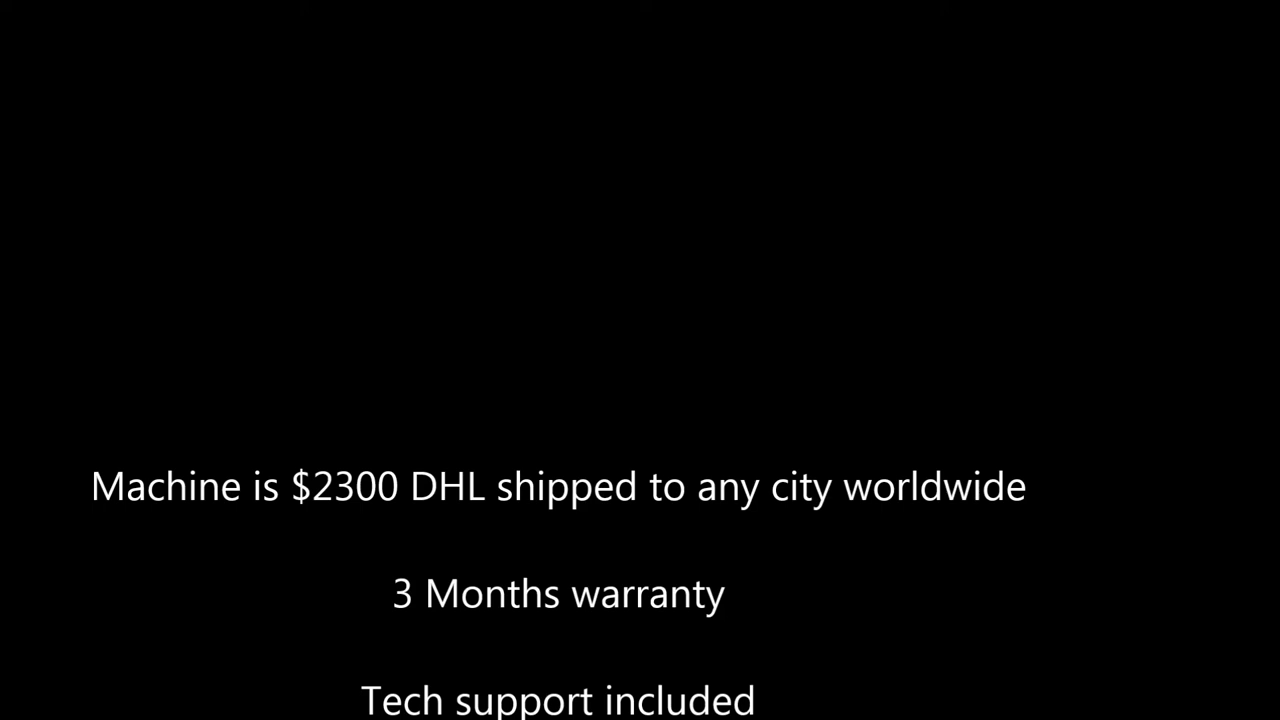 Machine is $2300 DHL shipped to any city worldwide
3 Months warranty
Tech support included